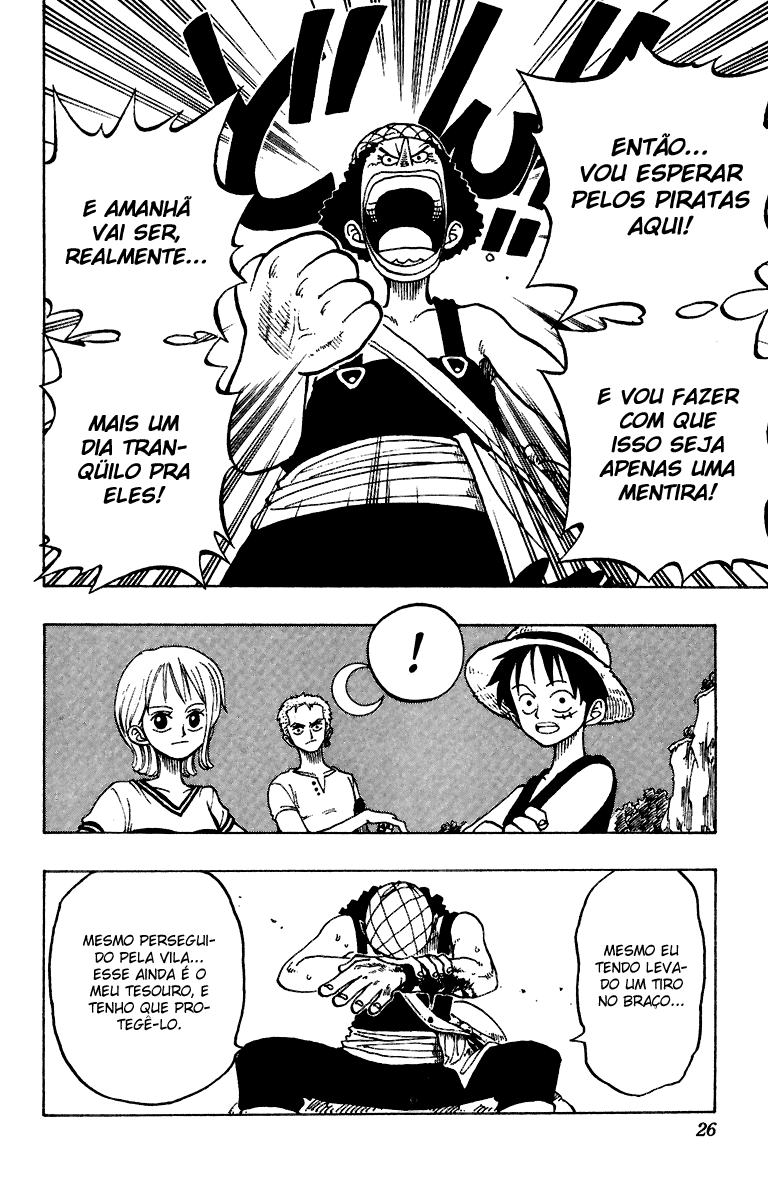 ENTÃO...
VOU ESPERAR
PELOS PIRATAS
AQUI!
E VOU FAZER
COM QUE
ISSO SEJA
APENAS UMA
MENTIRA!
E AMANHÃ
VAI SER,
REALMENTE...
MAIS UM
DIA TRAN-
QÜILO PRA
ELES!
!
MESMO EU
TENDO LEVA-
DO UM TIRO
NO BRAÇO...
MESMO PERSEGUI-
DO PELA VILA...
ESSE AINDA É O
MEU TESOURO, E
TENHO QUE PRO-
TEGÊ-LO.
26